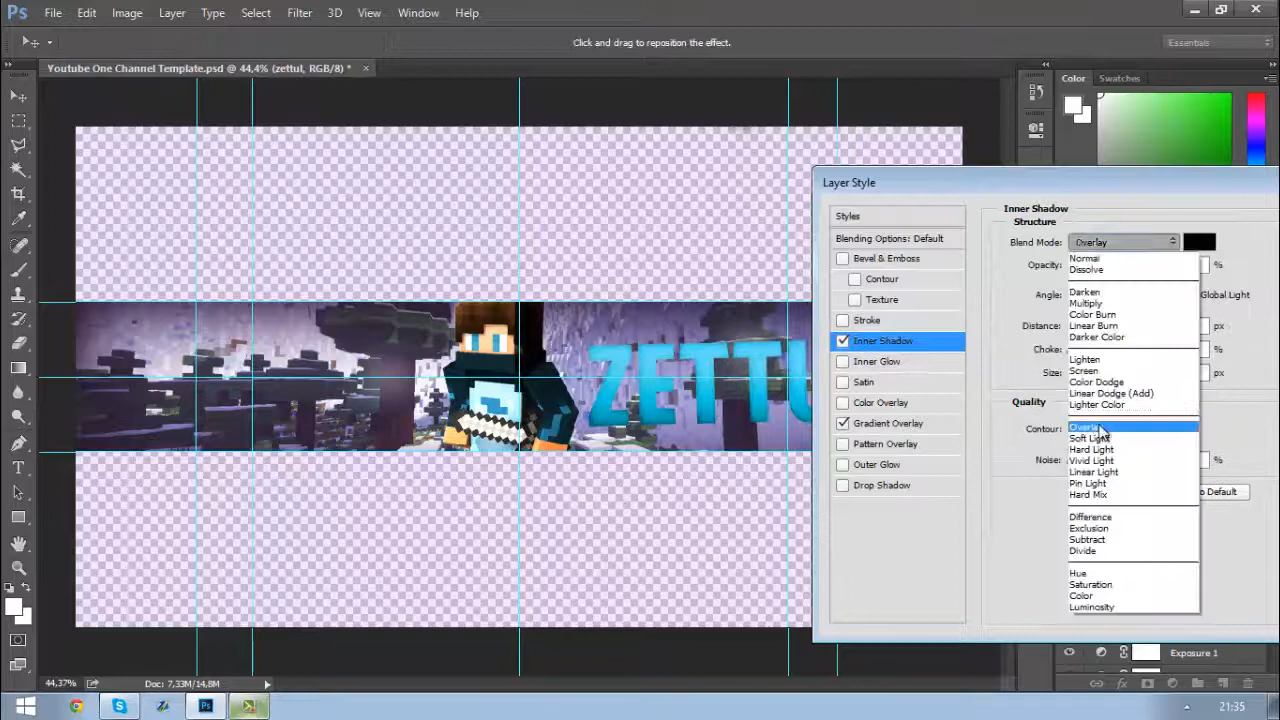 Ps File Edit Image Layer Type Select Filter 3D View Window Help
Click and drag to reposition the effect.
Essentials
Youtube One Channel Template.psd @ 44,4% (zettul, RGB/8) * ×
Color Swatches
Layer Style
Styles
Blending Options: Default
Bevel & Emboss
Contour
Texture
Stroke
Inner Shadow
Inner Glow
Satin
Color Overlay
Gradient Overlay
Pattern Overlay
Outer Glow
Drop Shadow
Inner Shadow
Structure
Blend Mode: Overlay
Opacity: %
Angle: Global Light
Distance: px
Choke: %
Size: px
Quality
Contour:
Noise: %
o Default
Normal
Dissolve
Darken
Multiply
Color Burn
Linear Burn
Darker Color
Lighten
Screen
Color Dodge
Linear Dodge (Add)
Lighter Color
Overlay
Soft Light
Hard Light
Vivid Light
Linear Light
Pin Light
Hard Mix
Difference
Exclusion
Subtract
Divide
Hue
Saturation
Color
Luminosity
ZETTU
Exposure 1
44,37% Doc: 7,33M/14,8M
21:35